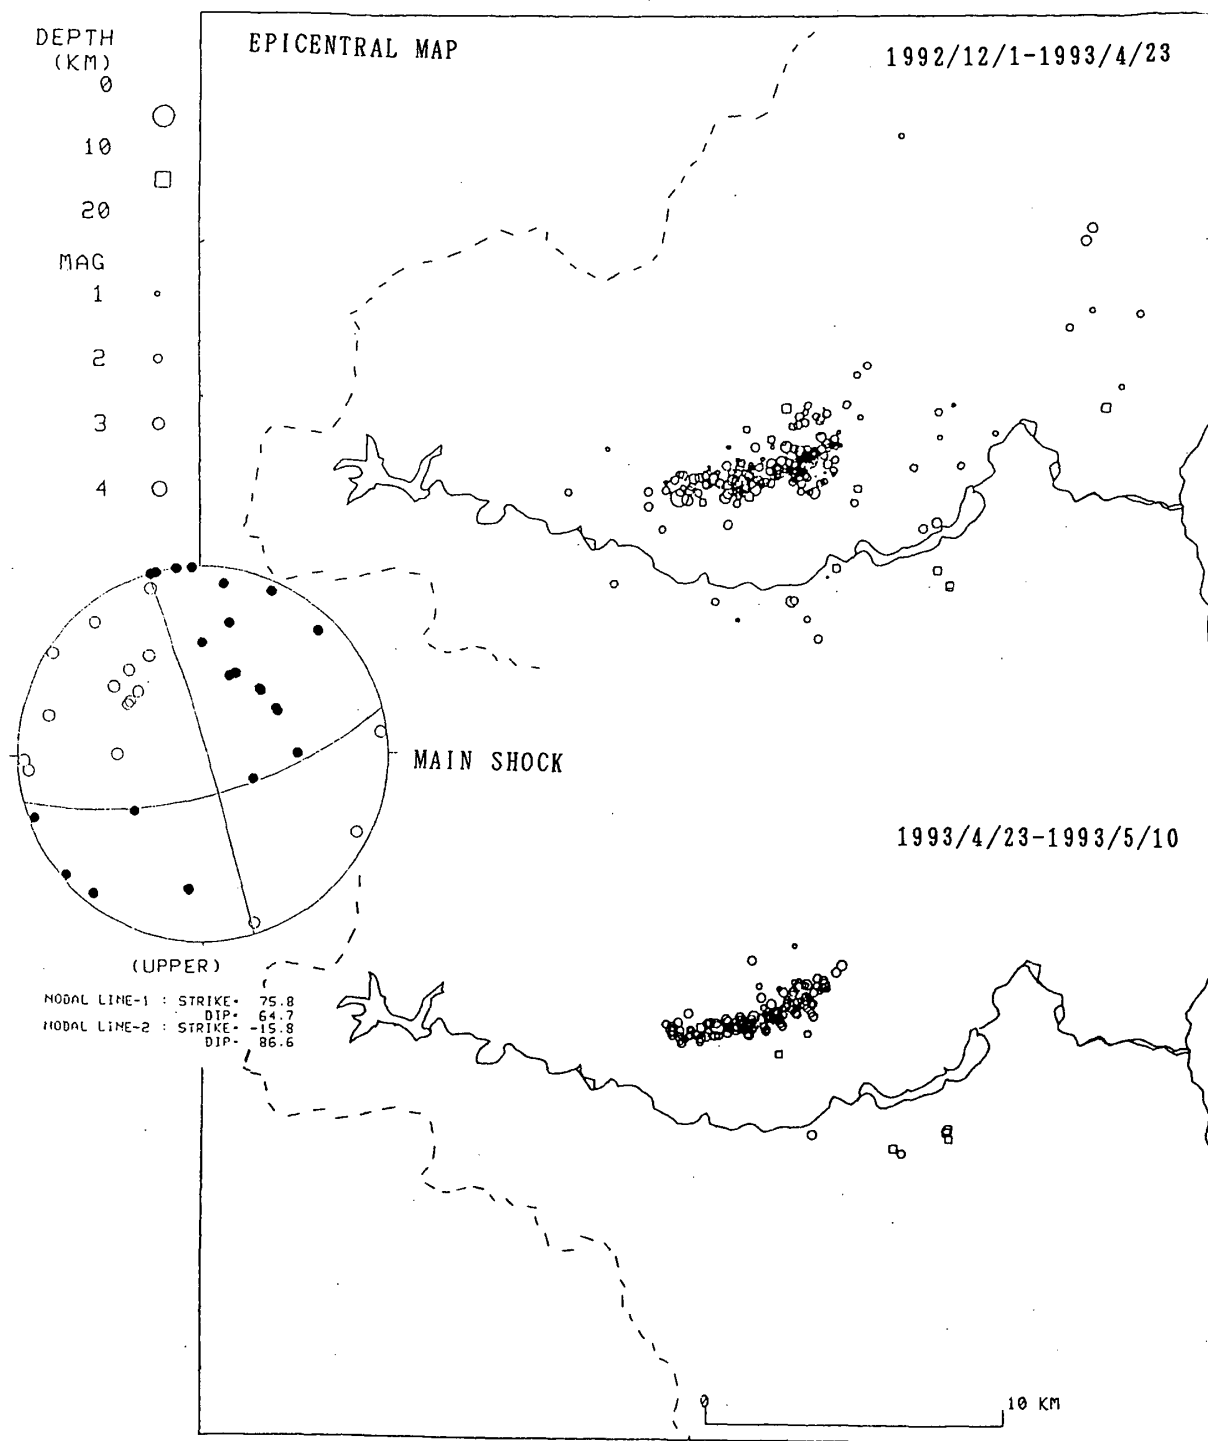 DEPTH
(KM)
0
10
20
MAG
1
2
3
4
EPICENTRAL MAP
1992/12/1-1993/4/23
MAIN SHOCK
1993/4/23-1993/5/10
(UPPER)
NODAL LINE-1 : STRIKE= 75.8
DIP= 64.7
NODAL LINE-2 : STRIKE= -15.8
DIP= 86.6
0
10 KM